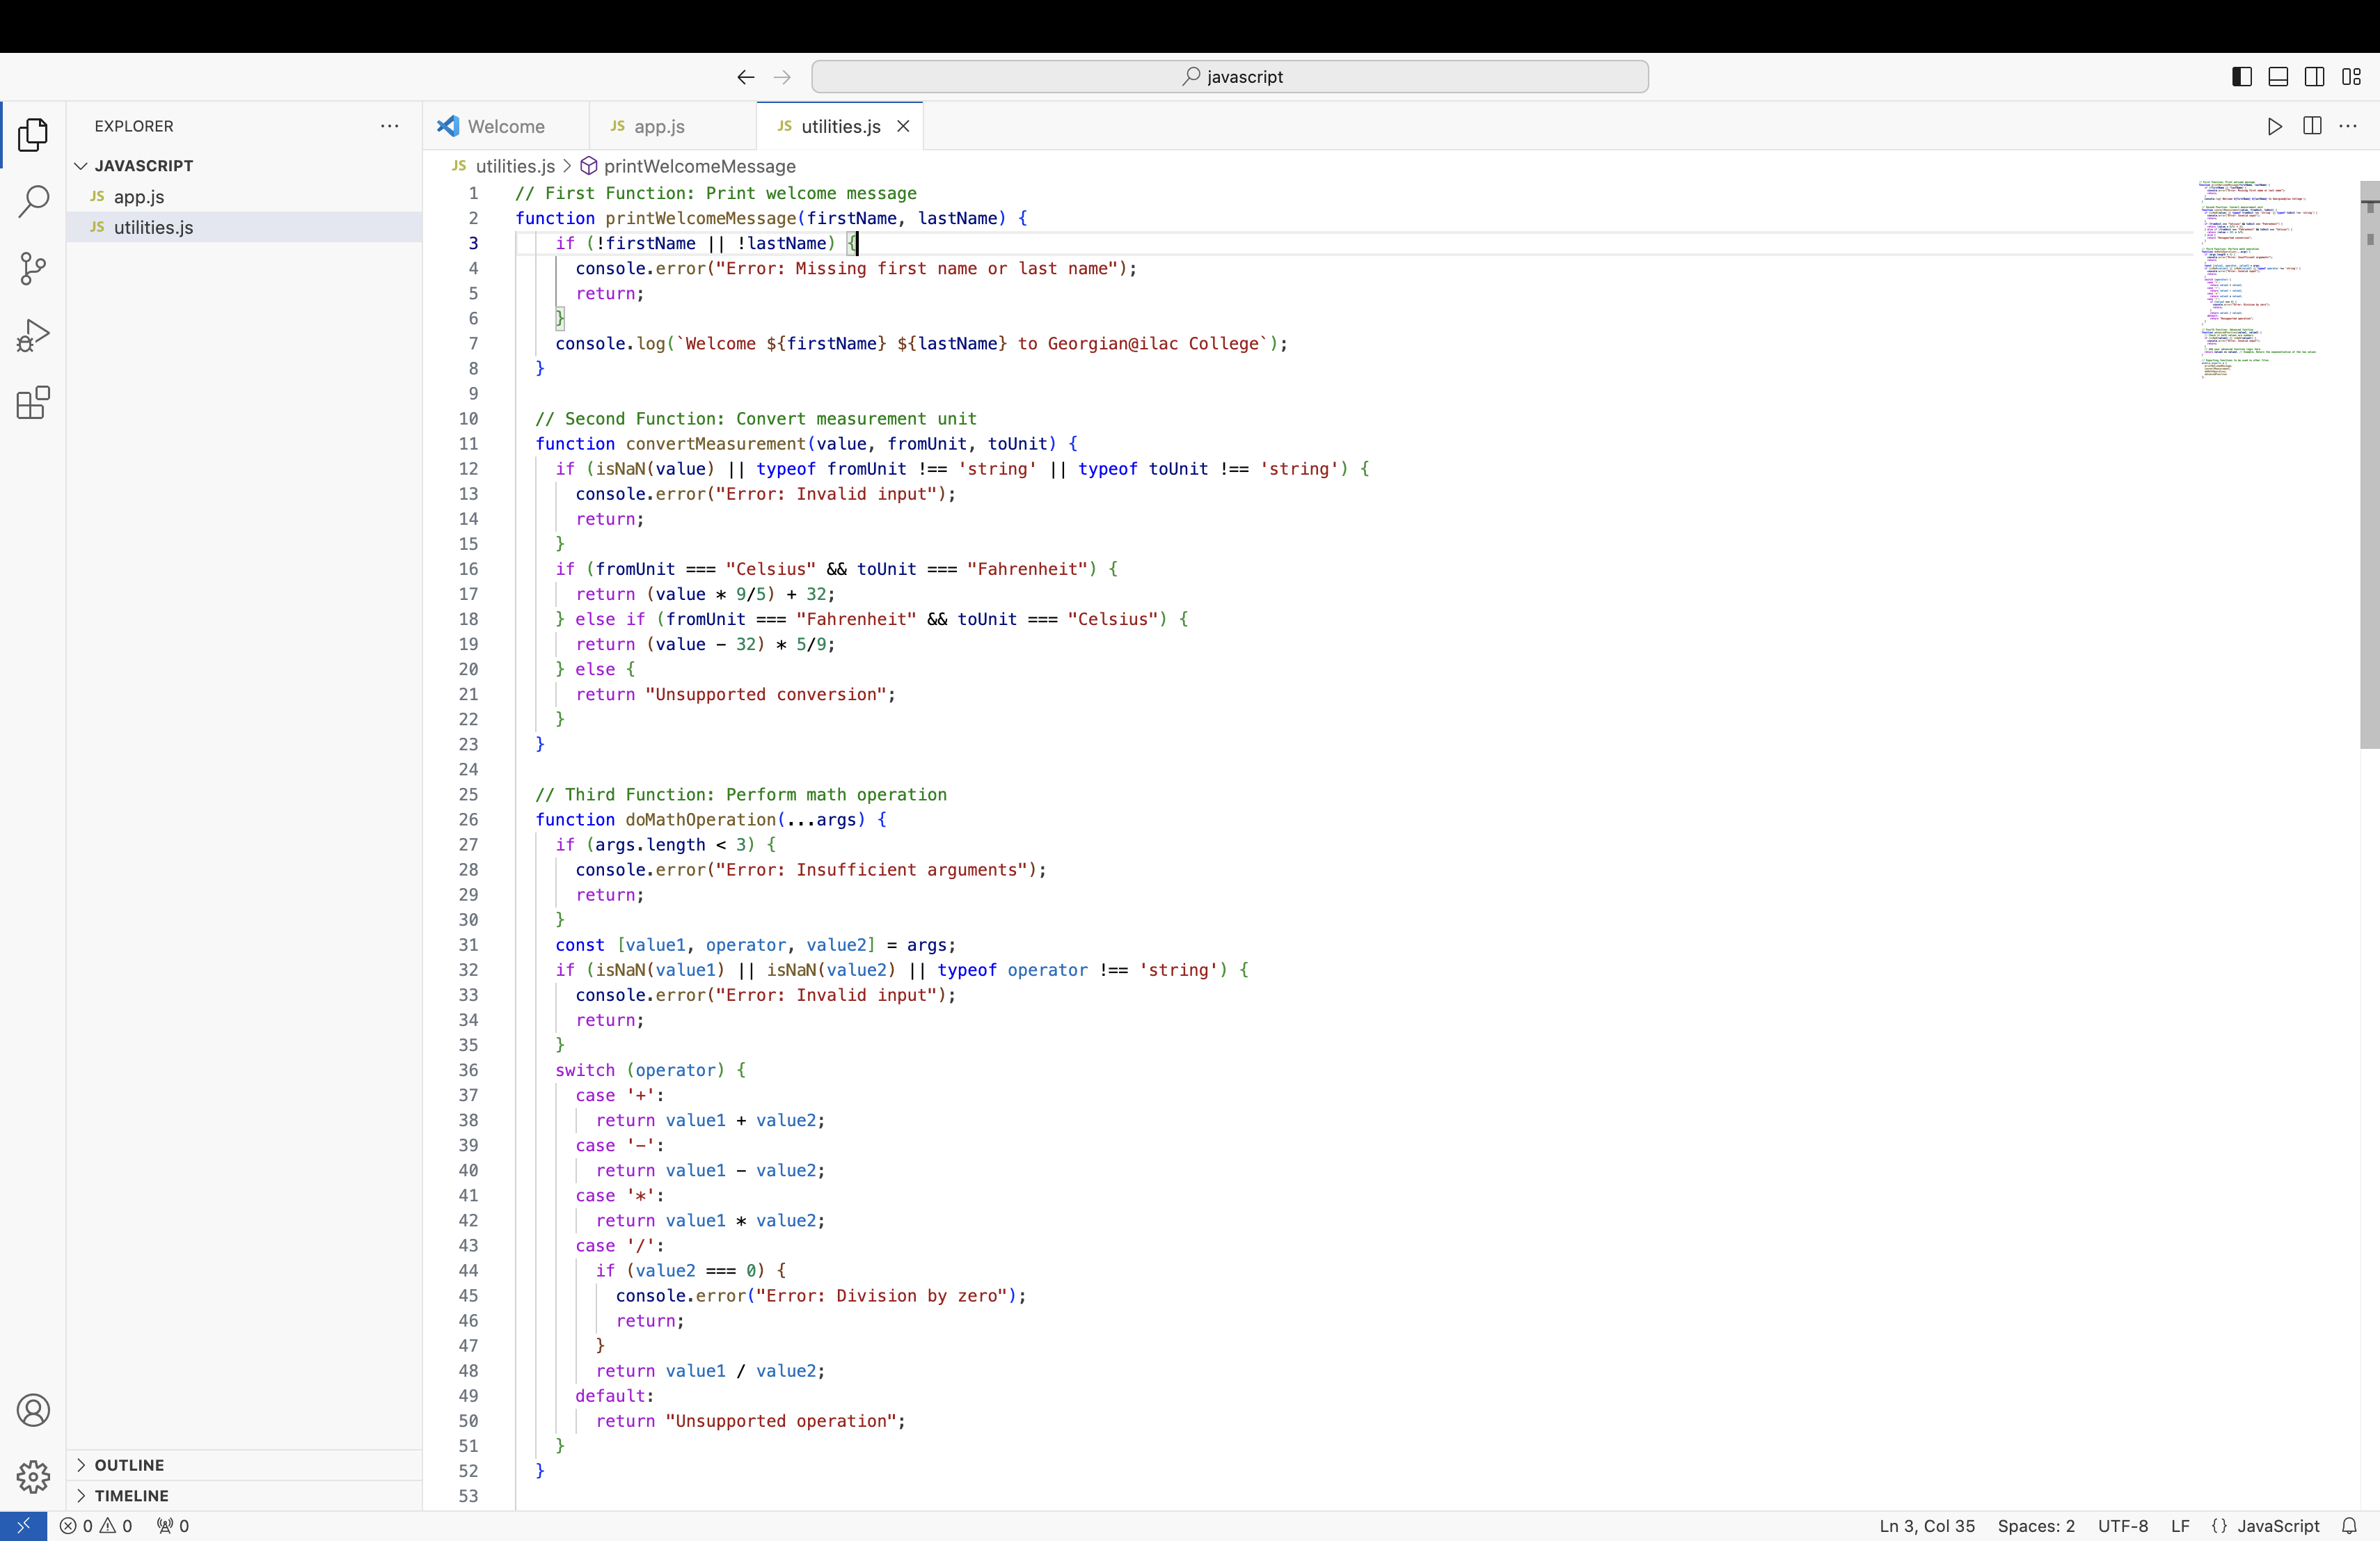 javascript
EXPLORER
JAVASCRIPT
JS app.js
JS utilities.js
OUTLINE
TIMELINE
Welcome
JS app.js
JS utilities.js
JS utilities.js > printWelcomeMessage
1 // First Function: Print welcome message
2 function printWelcomeMessage(firstName, lastName) {
3 if (!firstName || !lastName) {
4 console.error("Error: Missing first name or last name");
5 return;
6 }
7 console.log(`Welcome ${firstName} ${lastName} to Georgian@ilac College`);
8 }
9
10 // Second Function: Convert measurement unit
11 function convertMeasurement(value, fromUnit, toUnit) {
12 if (isNaN(value) || typeof fromUnit !== 'string' || typeof toUnit !== 'string') {
13 console.error("Error: Invalid input");
14 return;
15 }
16 if (fromUnit === "Celsius" && toUnit === "Fahrenheit") {
17 return (value * 9/5) + 32;
18 } else if (fromUnit === "Fahrenheit" && toUnit === "Celsius") {
19 return (value - 32) * 5/9;
20 } else {
21 return "Unsupported conversion";
22 }
23 }
24
25 // Third Function: Perform math operation
26 function doMathOperation(...args) {
27 if (args.length < 3) {
28 console.error("Error: Insufficient arguments");
29 return;
30 }
31 const [value1, operator, value2] = args;
32 if (isNaN(value1) || isNaN(value2) || typeof operator !== 'string') {
33 console.error("Error: Invalid input");
34 return;
35 }
36 switch (operator) {
37 case '+':
38 return value1 + value2;
39 case '-':
40 return value1 - value2;
41 case '*':
42 return value1 * value2;
43 case '/':
44 if (value2 === 0) {
45 console.error("Error: Division by zero");
46 return;
47 }
48 return value1 / value2;
49 default:
50 return "Unsupported operation";
51 }
52 }
53
0 0 0
Ln 3, Col 35 Spaces: 2 UTF-8 LF {} JavaScript